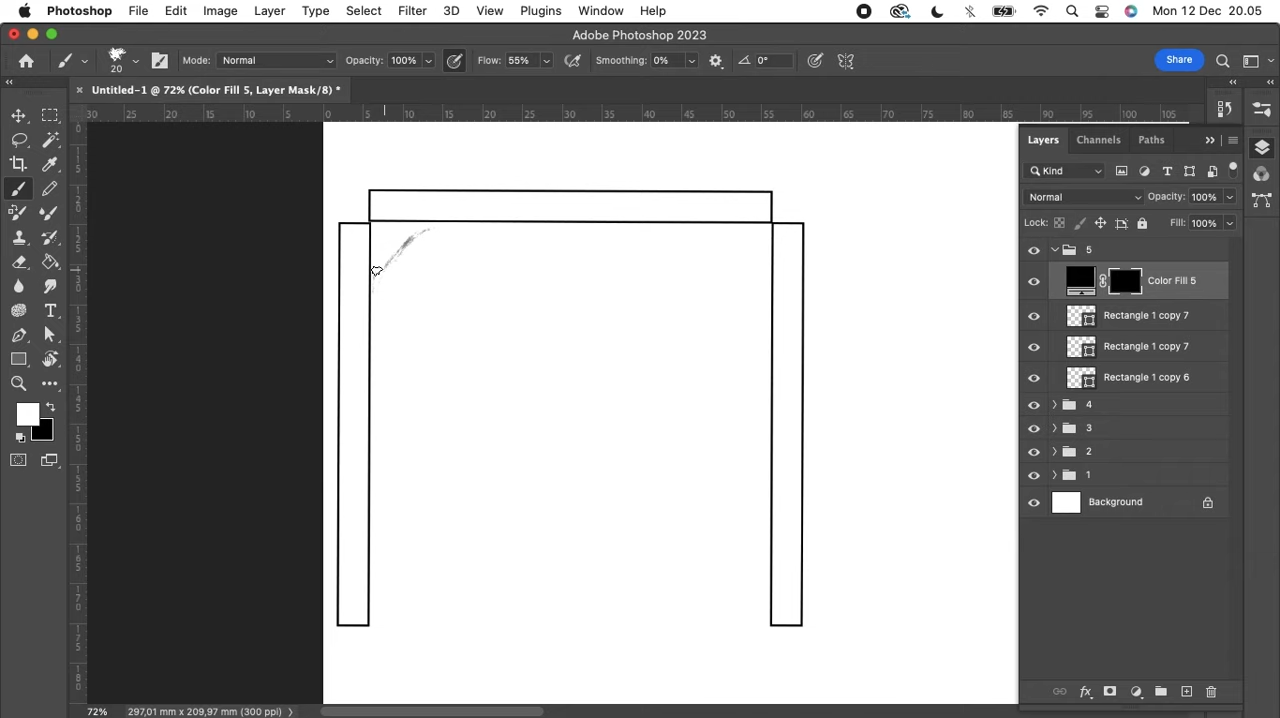 Photoshop File Edit Image Layer Type Select Filter 3D View Plugins Window Help Mon 12 Dec 20.05
Adobe Photoshop 2023
20 Mode: Normal Opacity: 100% Flow: 55% Smoothing: 0% 0° Share
Untitled-1 @ 72% (Color Fill 5, Layer Mask/8) *
30 25 20 15 10 5 0 5 10 15 20 25 30 35 40 45 50 55 60 65 70 75 80 85 90 95 100 105
Layers Channels Paths
Kind
Normal Opacity: 100%
Lock: Fill: 100%
5
Color Fill 5
Rectangle 1 copy 7
Rectangle 1 copy 7
Rectangle 1 copy 6
4
3
2
1
Background
72% 297,01 mm x 209,97 mm (300 ppi)